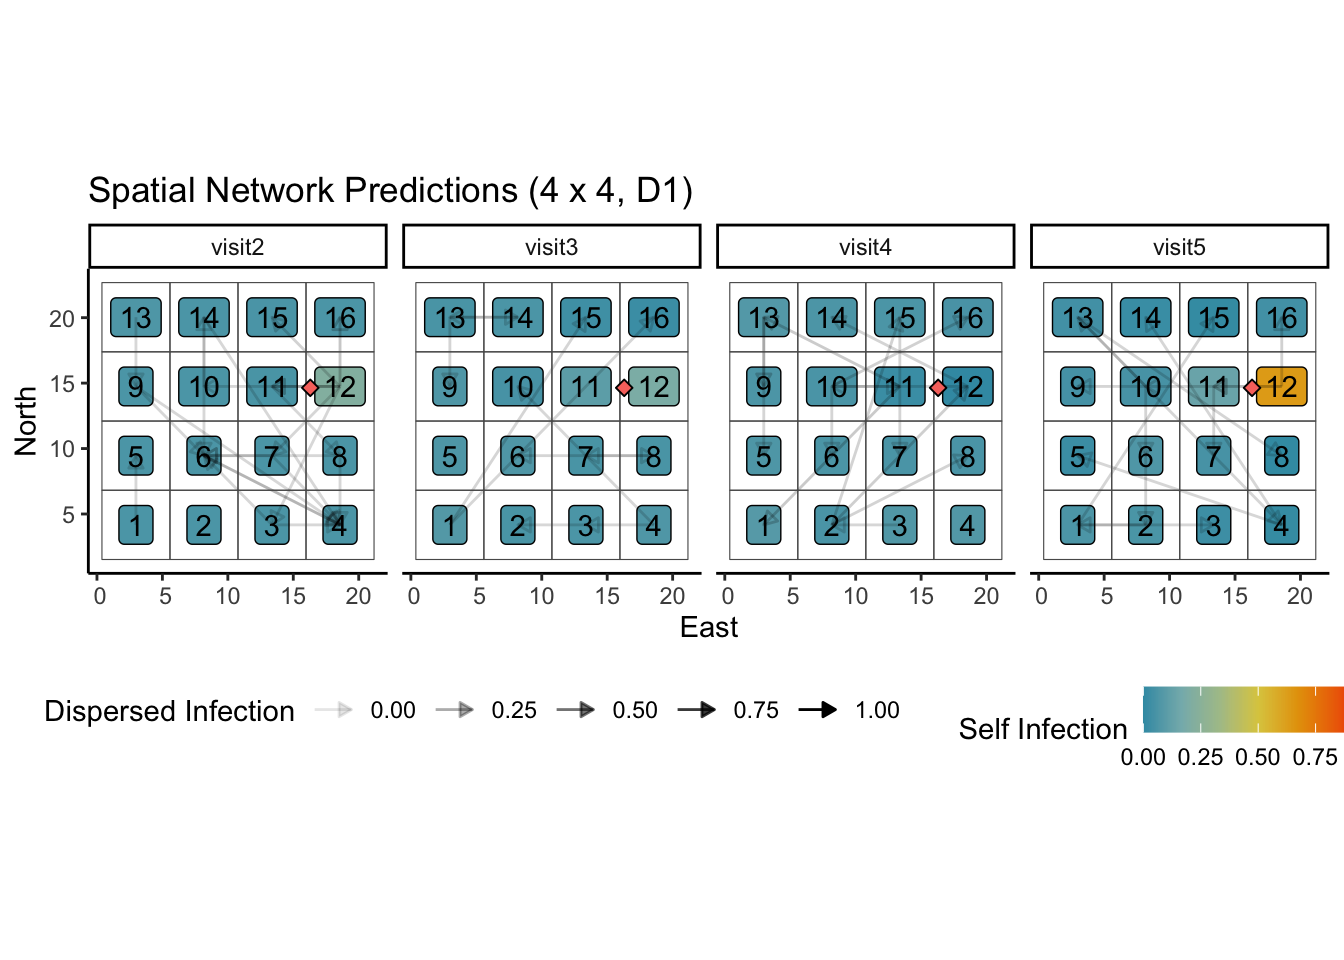 Spatial Network Predictions (4 x 4, D1)
visit2 visit3 visit4 visit5
20 13 14 15 16 13 14 15 16 13 14 15 16 13 14 15 16
15 9 10 11 12 9 10 11 12 9 10 11 12 9 10 11 12
10 5 6 7 8 5 6 7 8 5 6 7 8 5 6 7 8
5 1 2 3 4 1 2 3 4 1 2 3 4 1 2 3 4
North
0 5 10 15 20 0 5 10 15 20 0 5 10 15 20 0 5 10 15 20
East
Dispersed Infection 0.00 0.25 0.50 0.75 1.00
Self Infection
0.00 0.25 0.50 0.75